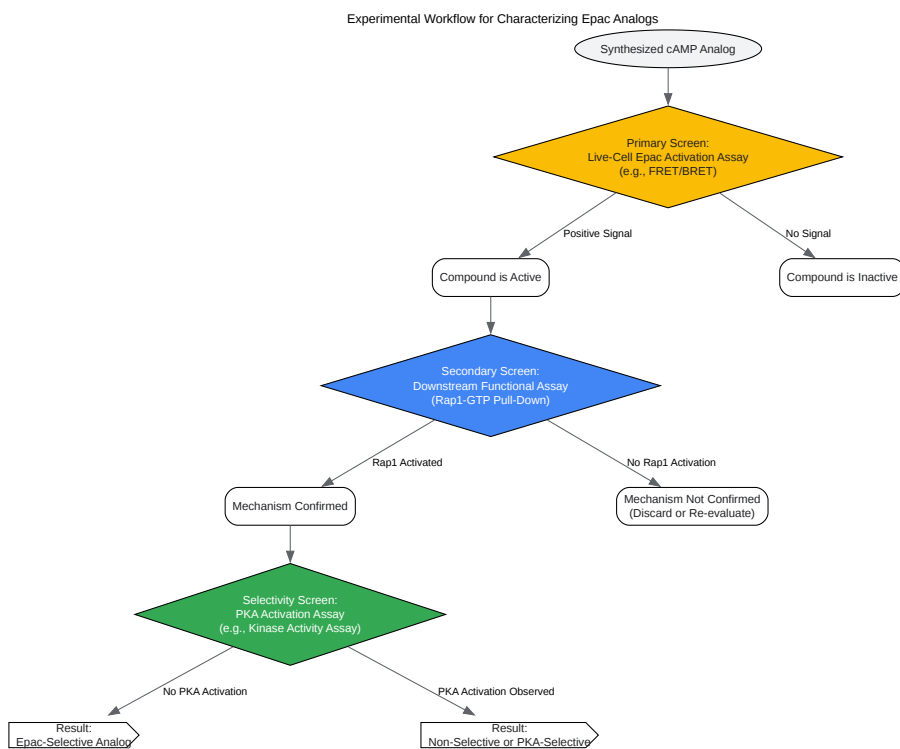 Experimental Workflow for Characterizing Epac Analogs
Synthesized cAMP Analog
Primary Screen:
Live-Cell Epac Activation Assay
(e.g., FRET/BRET)
Positive Signal
No Signal
Compound is Active
Compound is Inactive
Secondary Screen:
Downstream Functional Assay
(Rap1-GTP Pull-Down)
Rap1 Activated
No Rap1 Activation
Mechanism Confirmed
Mechanism Not Confirmed
(Discard or Re-evaluate)
Selectivity Screen:
PKA Activation Assay
(e.g., Kinase Activity Assay)
No PKA Activation
PKA Activation Observed
Result:
Epac-Selective Analog
Result:
Non-Selective or PKA-Selective